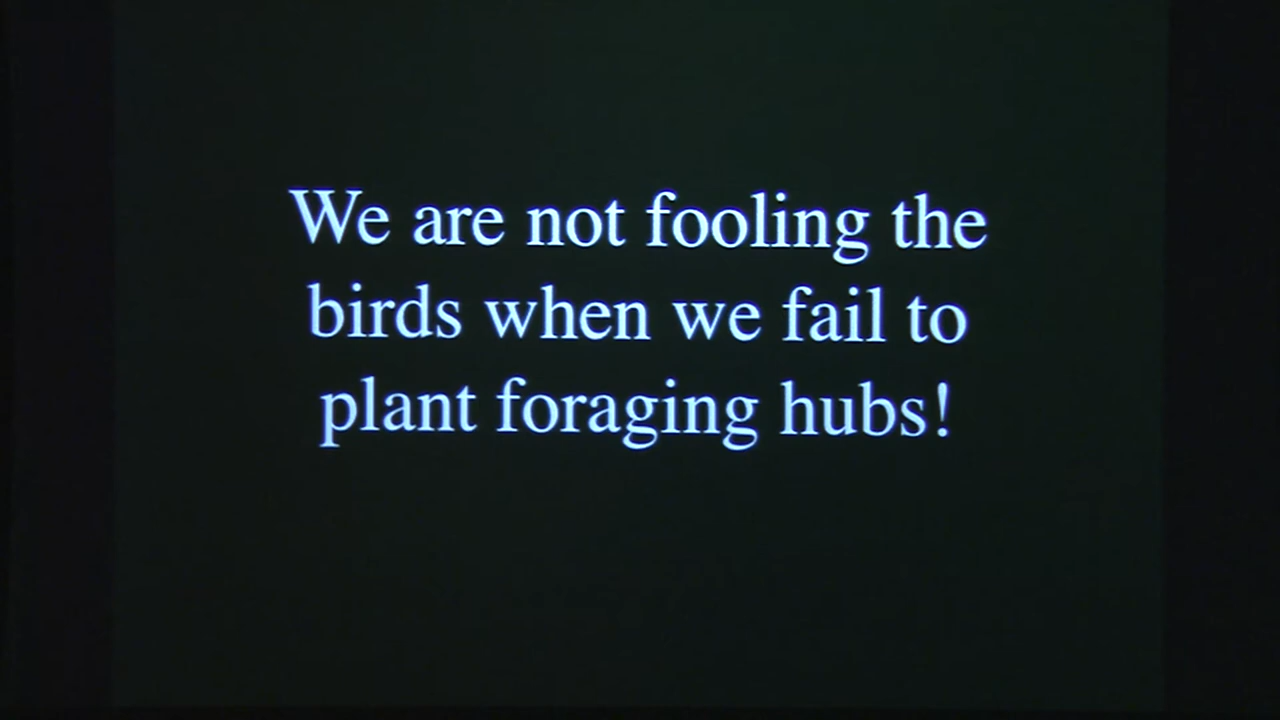 We are not fooling the
birds when we fail to
plant foraging hubs!